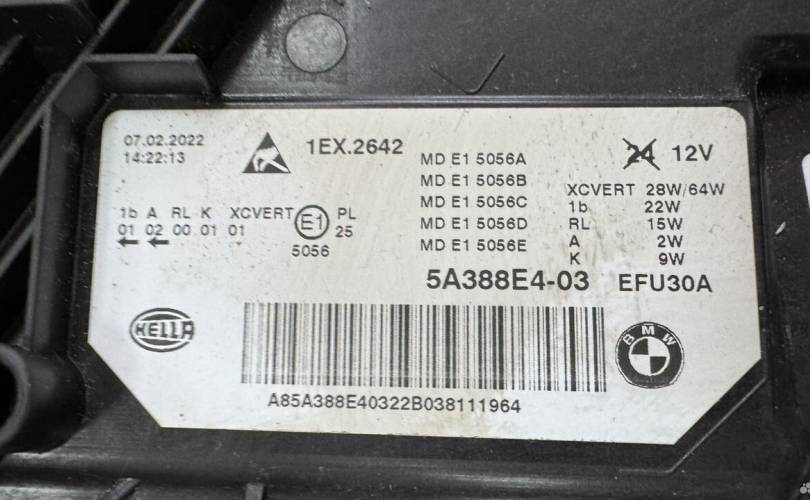 07.02.2022
14:22:13
1EX.2642
MD E1 5056A
MD E1 5056B
MD E1 5056C
MD E1 5056D
MD E1 5056E
24 12V
XCVERT 28W/64W
1b 22W
RL 15W
A 2W
K 9W
1b A RL K XCVERT
01 02 00 01 01
E1
PL
25
5056
5A388E4-03 EFU30A
HELLA
BMW
A85A388E40322B038111964